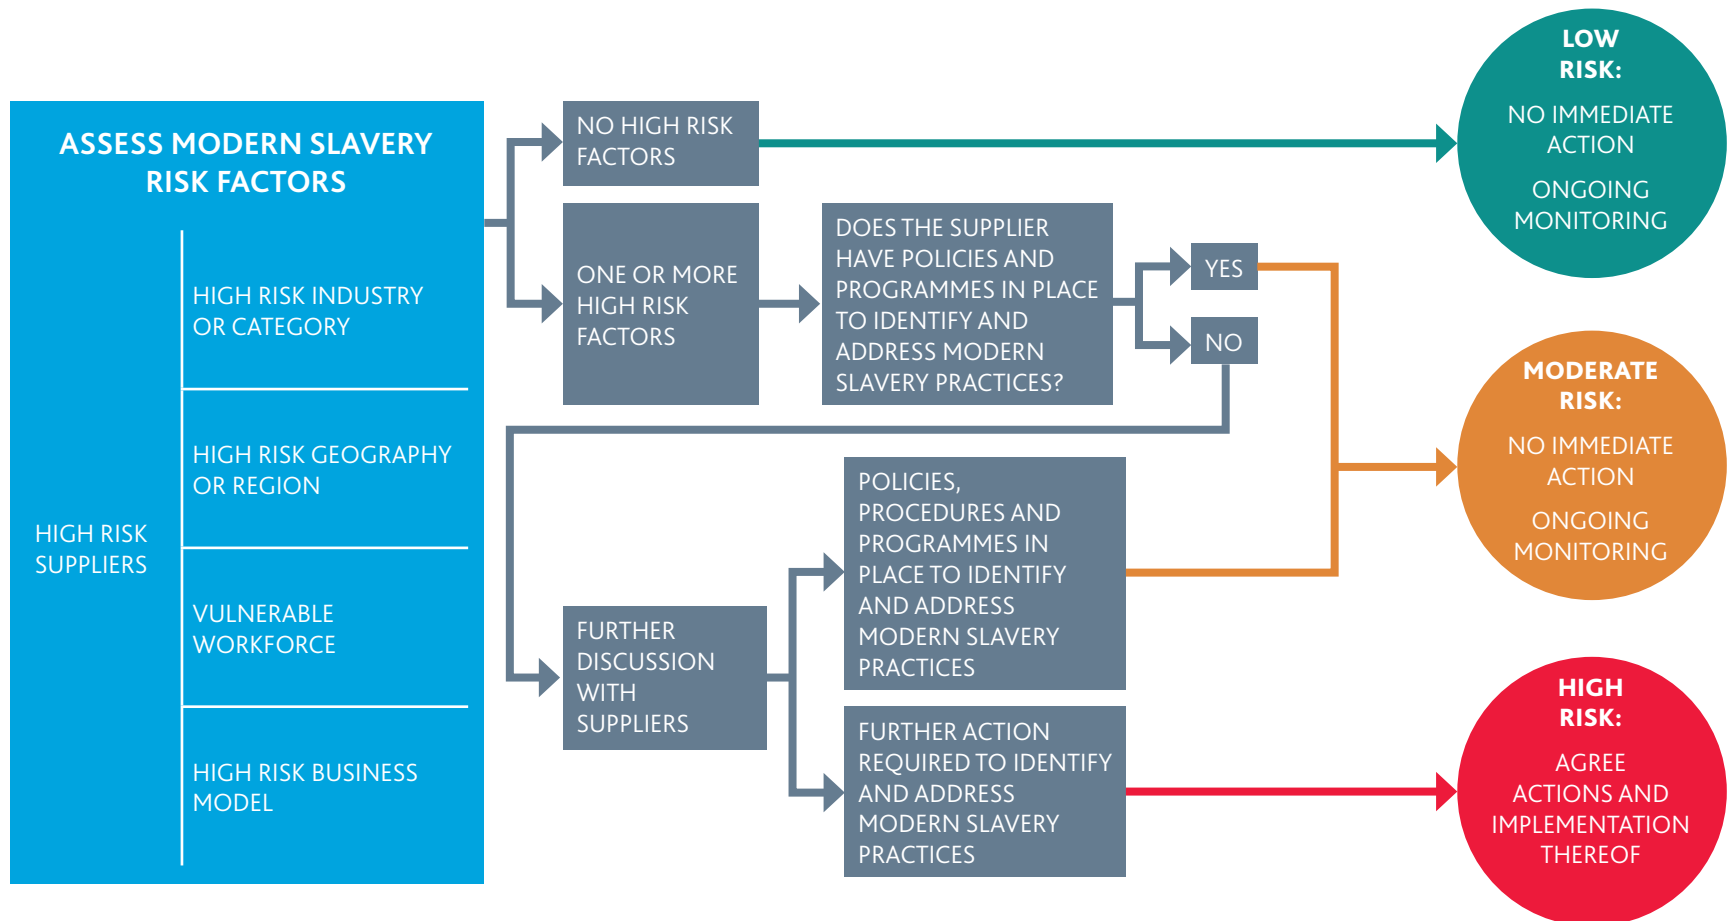 ASSESS MODERN SLAVERY
RISK FACTORS
HIGH RISK
SUPPLIERS
HIGH RISK INDUSTRY
OR CATEGORY
HIGH RISK GEOGRAPHY
OR REGION
VULNERABLE
WORKFORCE
HIGH RISK BUSINESS
MODEL
NO HIGH RISK
FACTORS
ONE OR MORE
HIGH RISK
FACTORS
DOES THE SUPPLIER
HAVE POLICIES AND
PROGRAMMES IN PLACE
TO IDENTIFY AND
ADDRESS MODERN
SLAVERY PRACTICES?
YES
NO
FURTHER
DISCUSSION
WITH
SUPPLIERS
POLICIES,
PROCEDURES AND
PROGRAMMES IN
PLACE TO IDENTIFY
AND ADDRESS
MODERN SLAVERY
PRACTICES
FURTHER ACTION
REQUIRED TO IDENTIFY
AND ADDRESS
MODERN SLAVERY
PRACTICES
LOW
RISK:
NO IMMEDIATE
ACTION
ONGOING
MONITORING
MODERATE
RISK:
NO IMMEDIATE
ACTION
ONGOING
MONITORING
HIGH
RISK:
AGREE
ACTIONS AND
IMPLEMENTATION
THEREOF